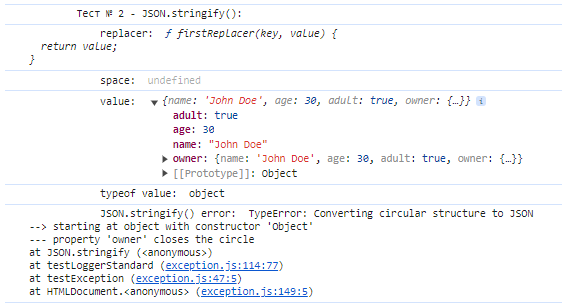 Тест № 2 - JSON.stringify():
replacer: ƒ firstReplacer(key, value) {
return value;
}
space: undefined
value: ▼ {name: 'John Doe', age: 30, adult: true, owner: {…}} i
adult: true
age: 30
name: "John Doe"
▶ owner: {name: 'John Doe', age: 30, adult: true, owner: {…}}
▶ [[Prototype]]: Object
typeof value: object
JSON.stringify() error: TypeError: Converting circular structure to JSON
--> starting at object with constructor 'Object'
--- property 'owner' closes the circle
at JSON.stringify (<anonymous>)
at testLoggerStandard (exception.js:114:77)
at testException (exception.js:47:5)
at HTMLDocument.<anonymous> (exception.js:149:5)